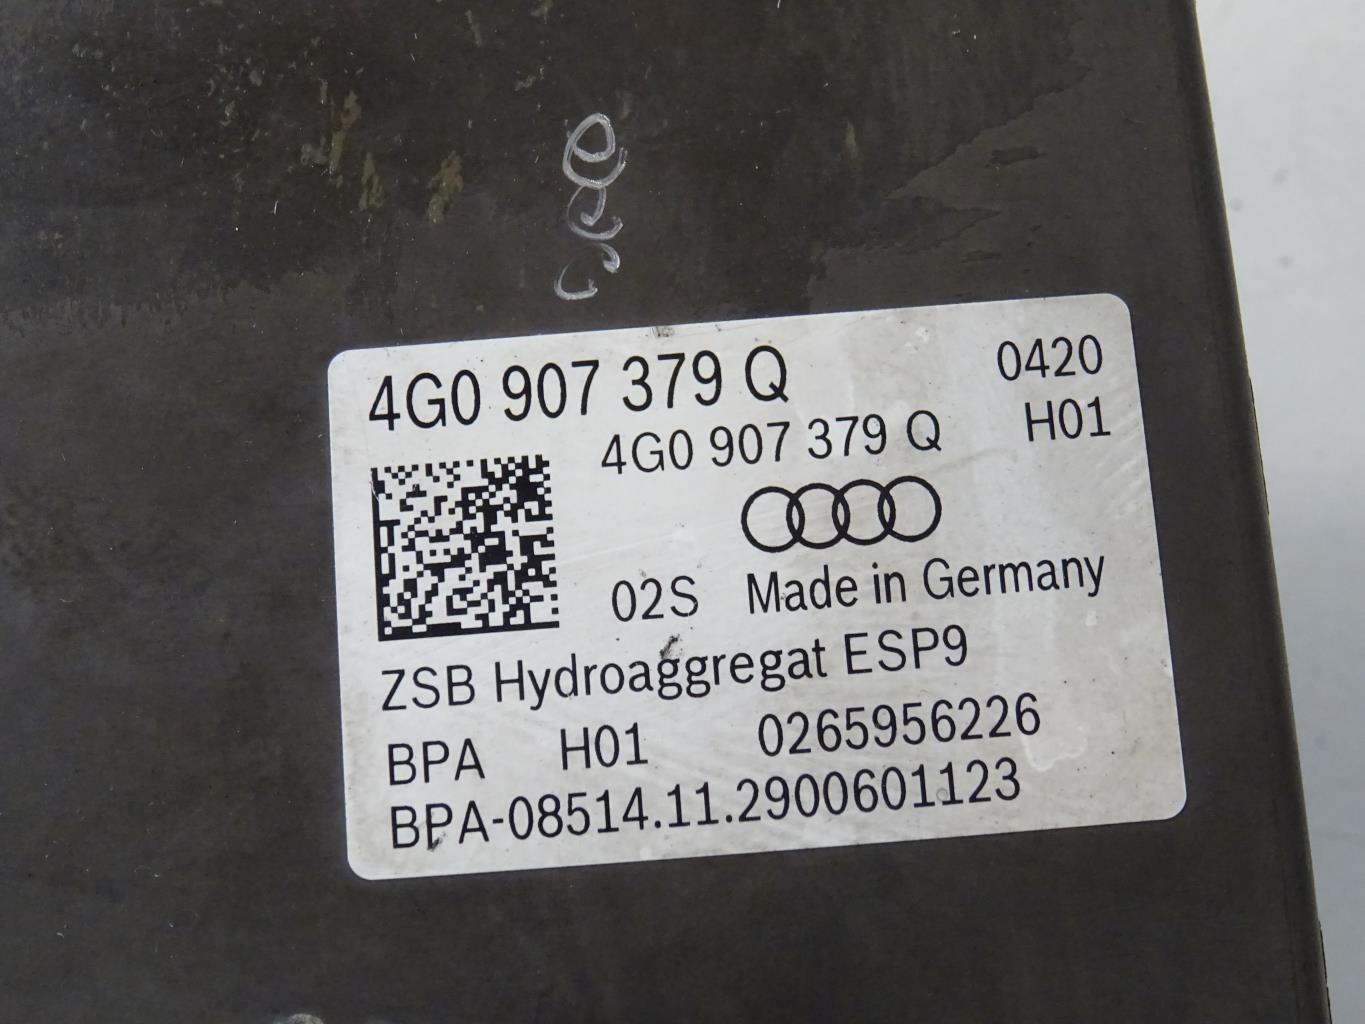 4G0 907 379 Q 0420
4G0 907 379 Q H01
02S Made in Germany
ZSB Hydroaggregat ESP9
BPA H01 0265956226
BPA-08514.11.2900601123